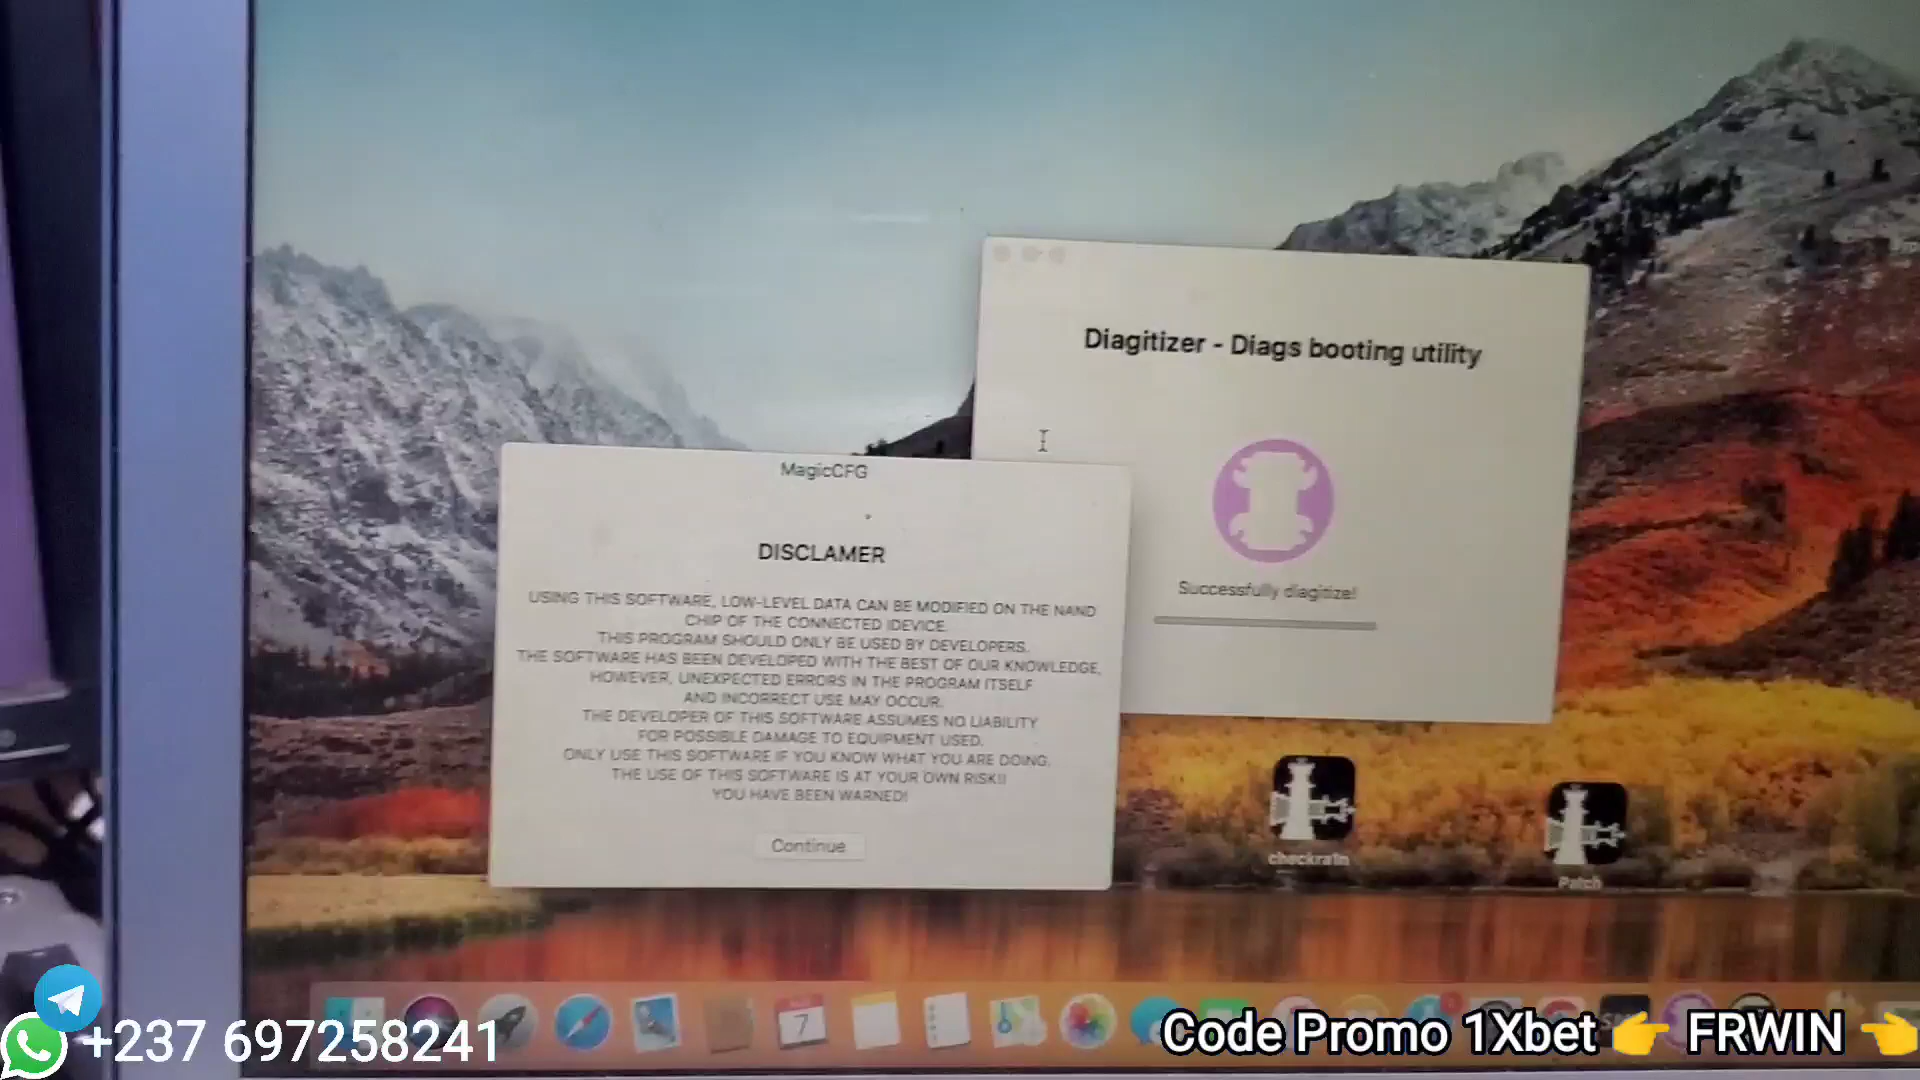 Diagitizer - Diags booting utility
Successfully diagitize!
MagicCFG
DISCLAMER
USING THIS SOFTWARE, LOW-LEVEL DATA CAN BE MODIFIED ON THE NAND
CHIP OF THE CONNECTED IDEVICE.
THIS PROGRAM SHOULD ONLY BE USED BY DEVELOPERS.
THE SOFTWARE HAS BEEN DEVELOPED WITH THE BEST OF OUR KNOWLEDGE,
HOWEVER, UNEXPECTED ERRORS IN THE PROGRAM ITSELF
AND INCORRECT USE MAY OCCUR.
THE DEVELOPER OF THIS SOFTWARE ASSUMES NO LIABILITY
FOR POSSIBLE DAMAGE TO EQUIPMENT USED.
ONLY USE THIS SOFTWARE IF YOU KNOW WHAT YOU ARE DOING.
THE USE OF THIS SOFTWARE IS AT YOUR OWN RISK!!
YOU HAVE BEEN WARNED!
Continue
checkra1n
Patch
7
+237 697258241
Code Promo 1Xbet 👉 FRWIN 👈